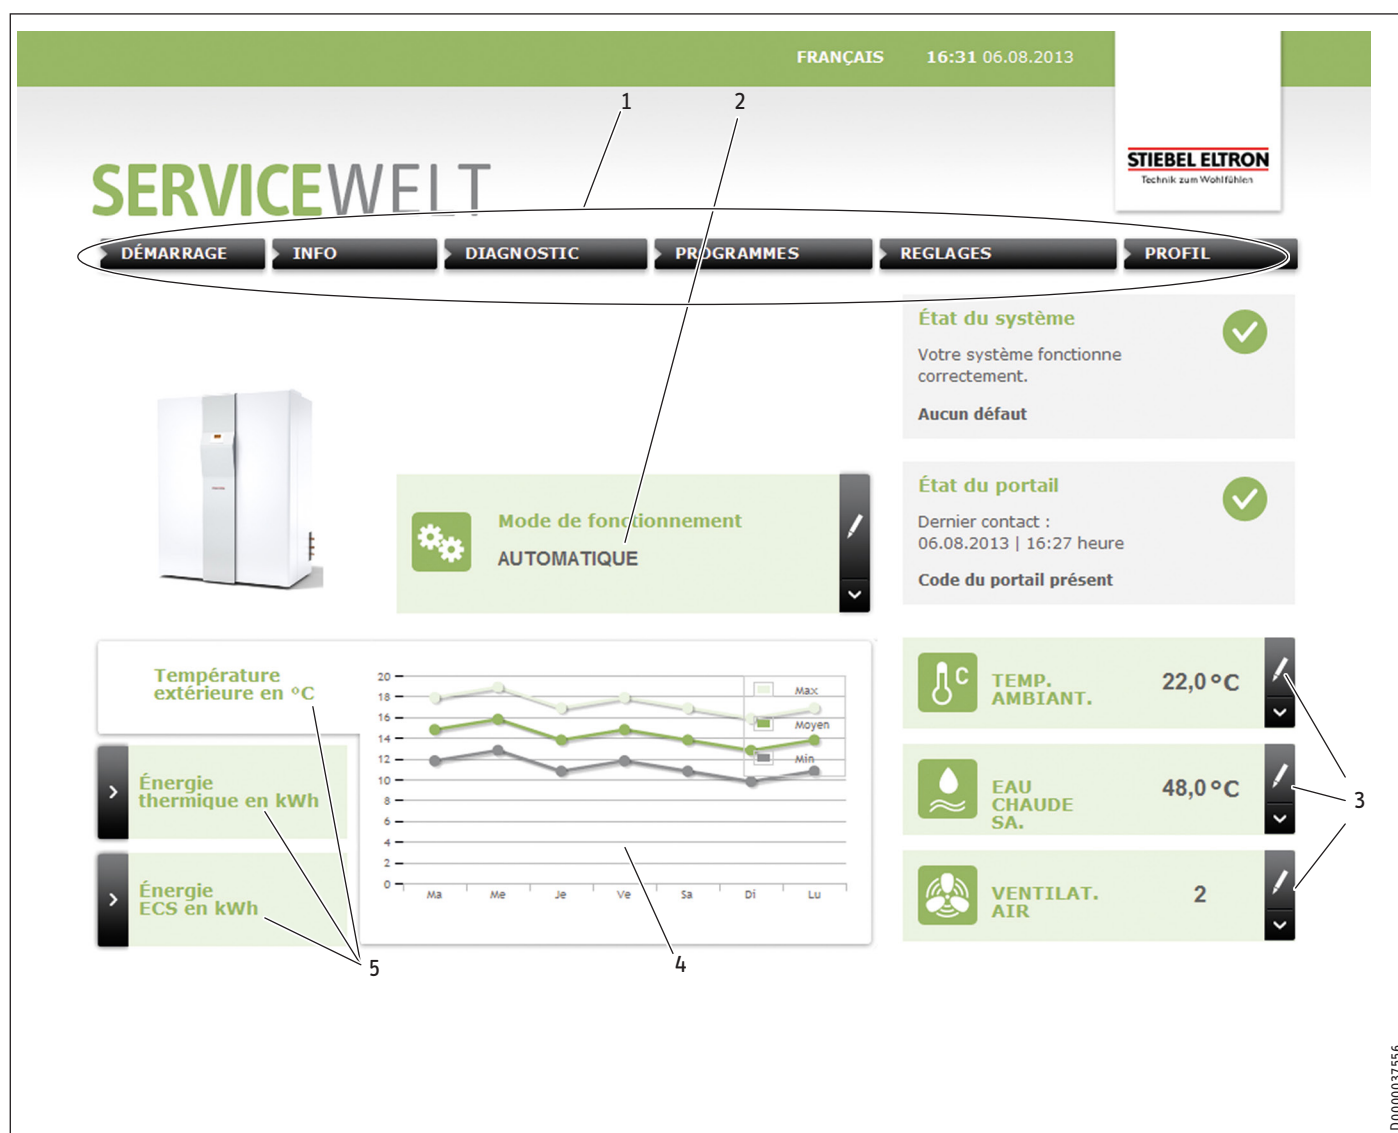 FRANÇAIS 16:31 06.08.2013
1 2
STIEBEL ELTRON
Technik zum Wohlfühlen
SERVICEWELT
DÉMARRAGE INFO DIAGNOSTIC PROGRAMMES REGLAGES PROFIL
État du système
Votre système fonctionne
correctement.
Aucun défaut
Mode de fonctionnement
AUTOMATIQUE
État du portail
Dernier contact :
06.08.2013 | 16:27 heure
Code du portail présent
Température
extérieure en °C
Énergie
thermique en kWh
Énergie
ECS en kWh
5
20
18
16
14
12
10
8
6
4
2
0
Max
Moyen
Min
Ma Me Je Ve Sa Di Lu
4
TEMP.
AMBIANT.
22,0 °C
EAU
CHAUDE
SA.
48,0 °C
VENTILAT.
AIR
2
3
D0000037556